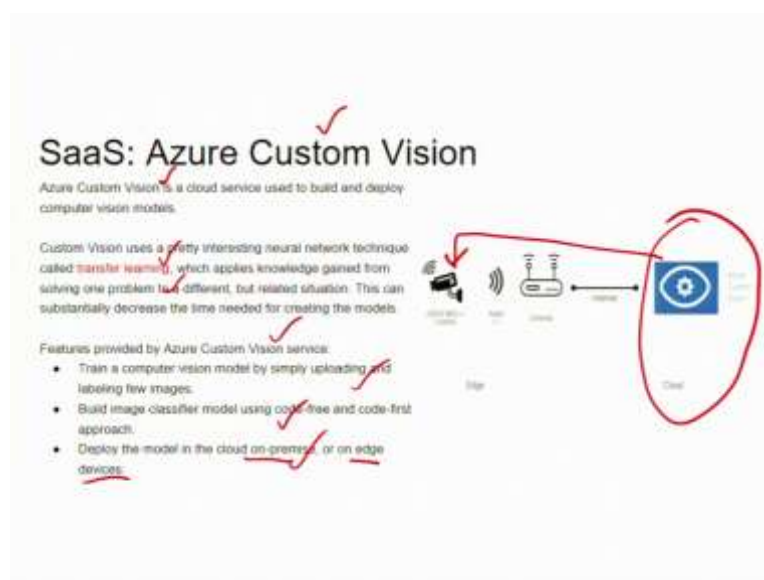 SaaS: Azure Custom Vision
Azure Custom Vision is a cloud service used to build and deploy
computer vision models.
Custom Vision uses a pretty interesting neural network technique
called transfer learning, which applies knowledge gained from
solving one problem to a different, but related situation. This can
substantially decrease the time needed for creating the models.
Features provided by Azure Custom Vision service:
● Train a computer vision model by simply uploading and
labeling few images.
● Build image classifier model using code-free and code-first
approach.
● Deploy the model in the cloud on-premise, or on edge
devices.
Internet
Edge
Cloud